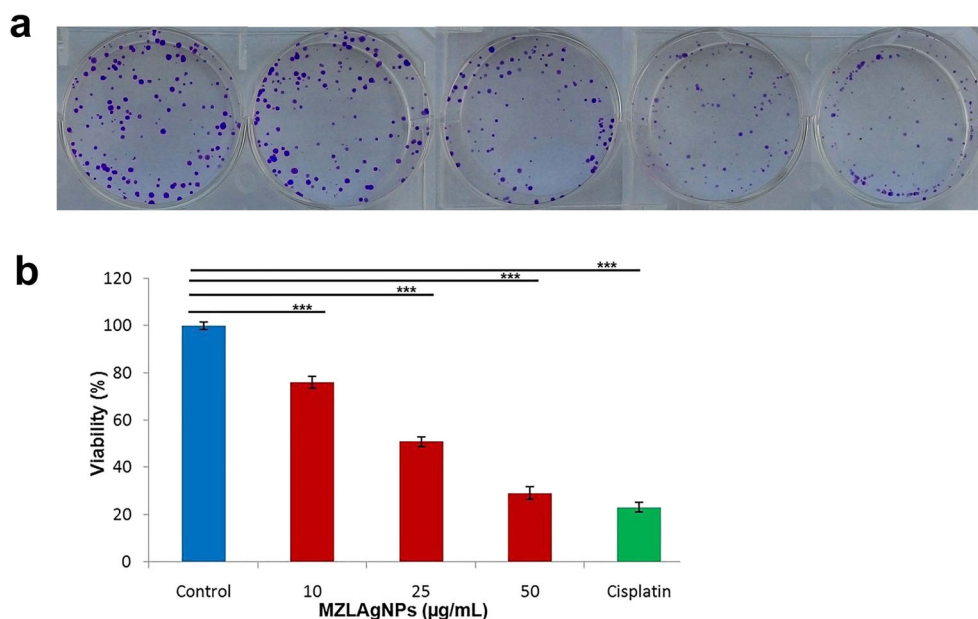 a
b
***
***
***
***
120
100
80
60
40
20
0
Viability (%)
Control 10 25 50 Cisplatin
MZLAgNPs (µg/mL)